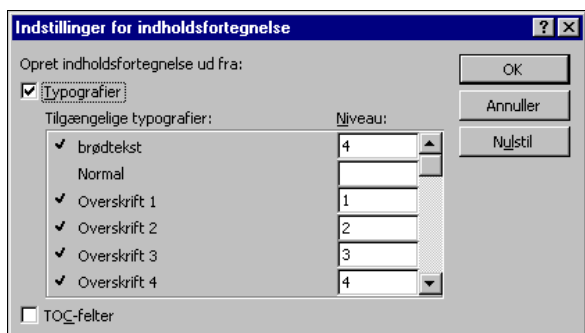 Indstillinger for indholdsfortegnelse
Opret indholdsfortegnelse ud fra:
OK
Typografier
Annuller
Tilgængelige typografier: Niveau:
Nulstil
brødtekst 4
Normal
Overskrift 1 1
Overskrift 2 2
Overskrift 3 3
Overskrift 4 4
TOC-felter